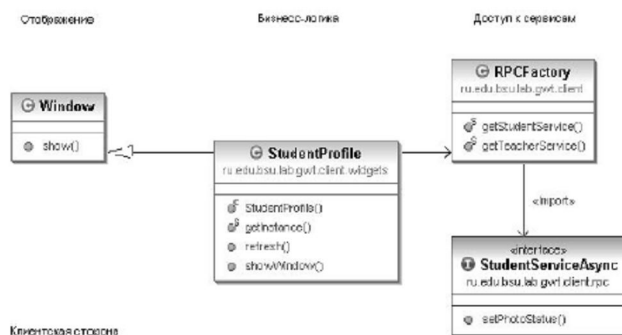 Отображение
Бизнесс-логика
Доступ к сервисам
Window
show()
StudentProfile
ru.edu.bsu.lab.gwt.client.widgets
StudentProfile()
getInstance()
refresh()
showWindow()
RPCFactory
ru.edu.bsu.lab.gwt.client
getStudentService()
getTeacherService()
«import»
«interface»
StudentServiceAsync
ru.edu.bsu.lab.gwt.client.rpc
setPhotoStatus()
Клиентская сторона